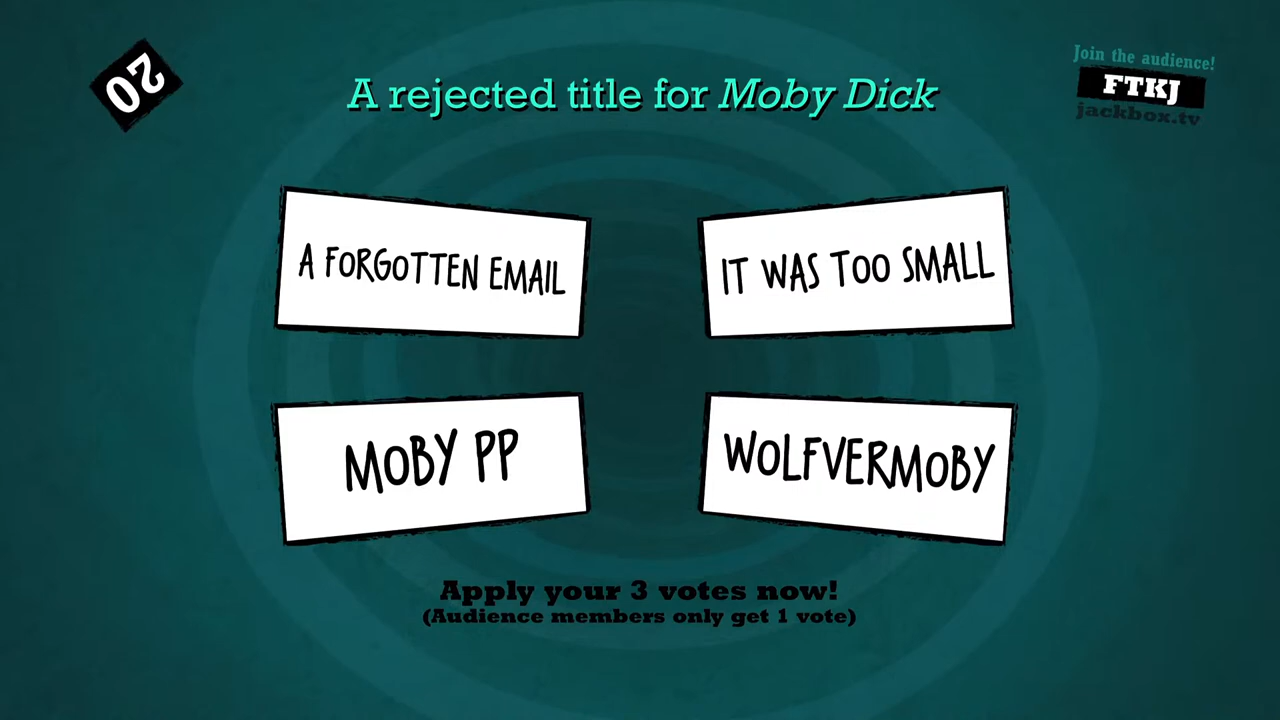 20
A rejected title for Moby Dick
Join the audience!
FTKJ
jackbox.tv
A FORGOTTEN EMAIL
IT WAS TOO SMALL
MOBY PP
WOLFVERMOBY
Apply your 3 votes now!
(Audience members only get 1 vote)